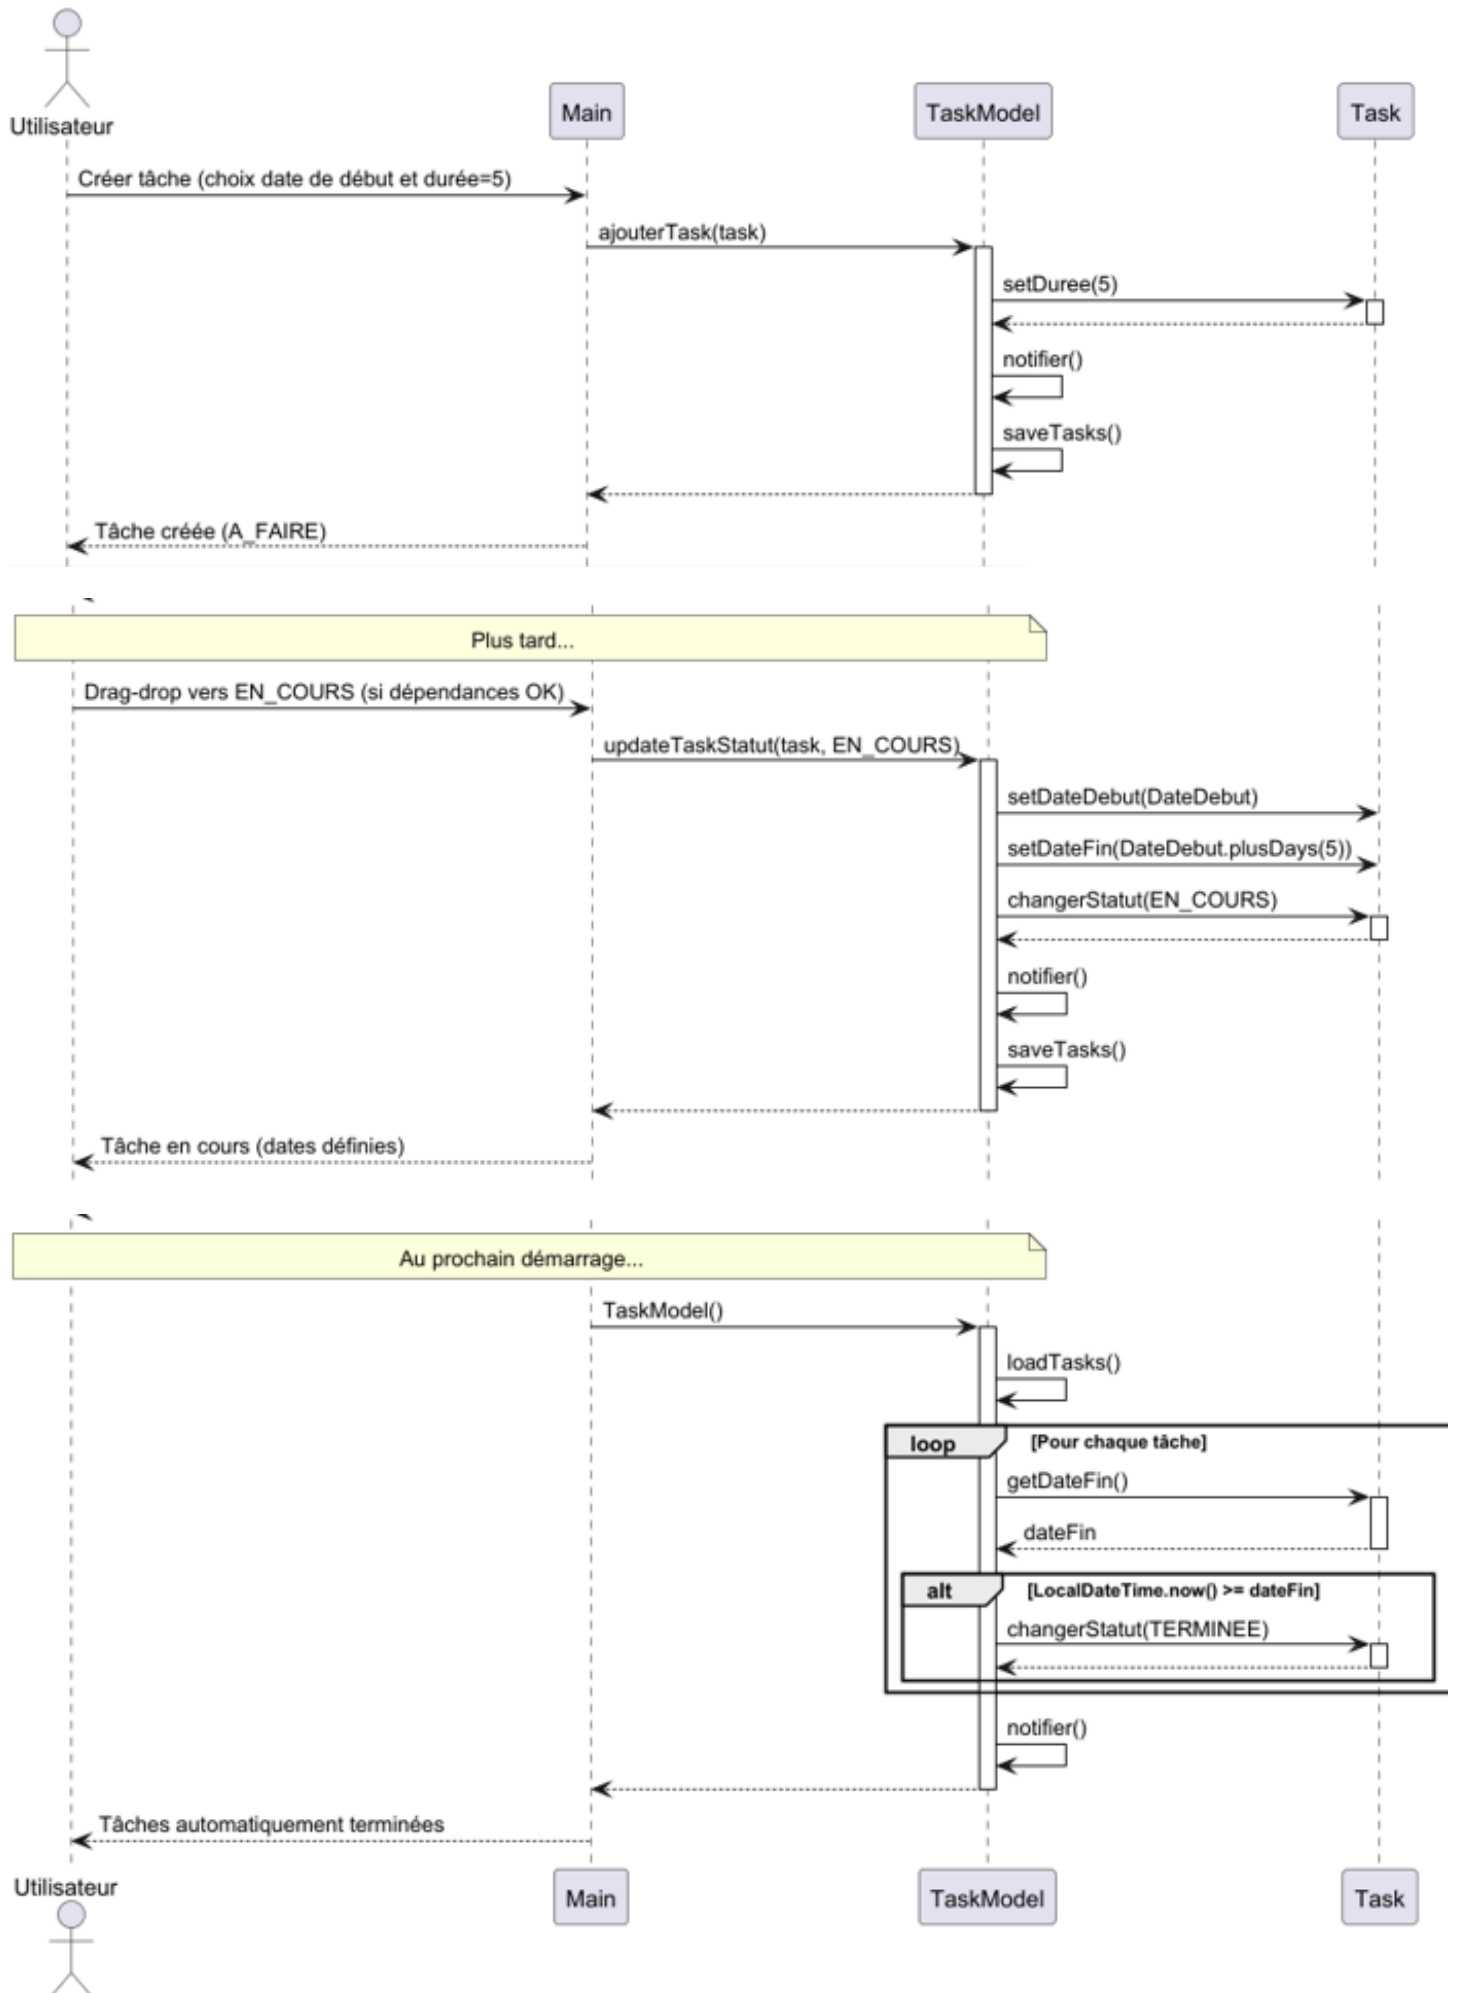 Utilisateur
Main
TaskModel
Task
Créer tâche (choix date de début et durée=5)
ajouterTask(task)
setDuree(5)
notifier()
saveTasks()
Tâche créée (A_FAIRE)
Plus tard...
Drag-drop vers EN_COURS (si dépendances OK)
updateTaskStatut(task, EN_COURS)
setDateDebut(DateDebut)
setDateFin(DateDebut.plusDays(5))
changerStatut(EN_COURS)
notifier()
saveTasks()
Tâche en cours (dates définies)
Au prochain démarrage...
TaskModel()
loadTasks()
loop [Pour chaque tâche]
getDateFin()
dateFin
alt [LocalDateTime.now() >= dateFin]
changerStatut(TERMINEE)
notifier()
Tâches automatiquement terminées
Utilisateur
Main
TaskModel
Task